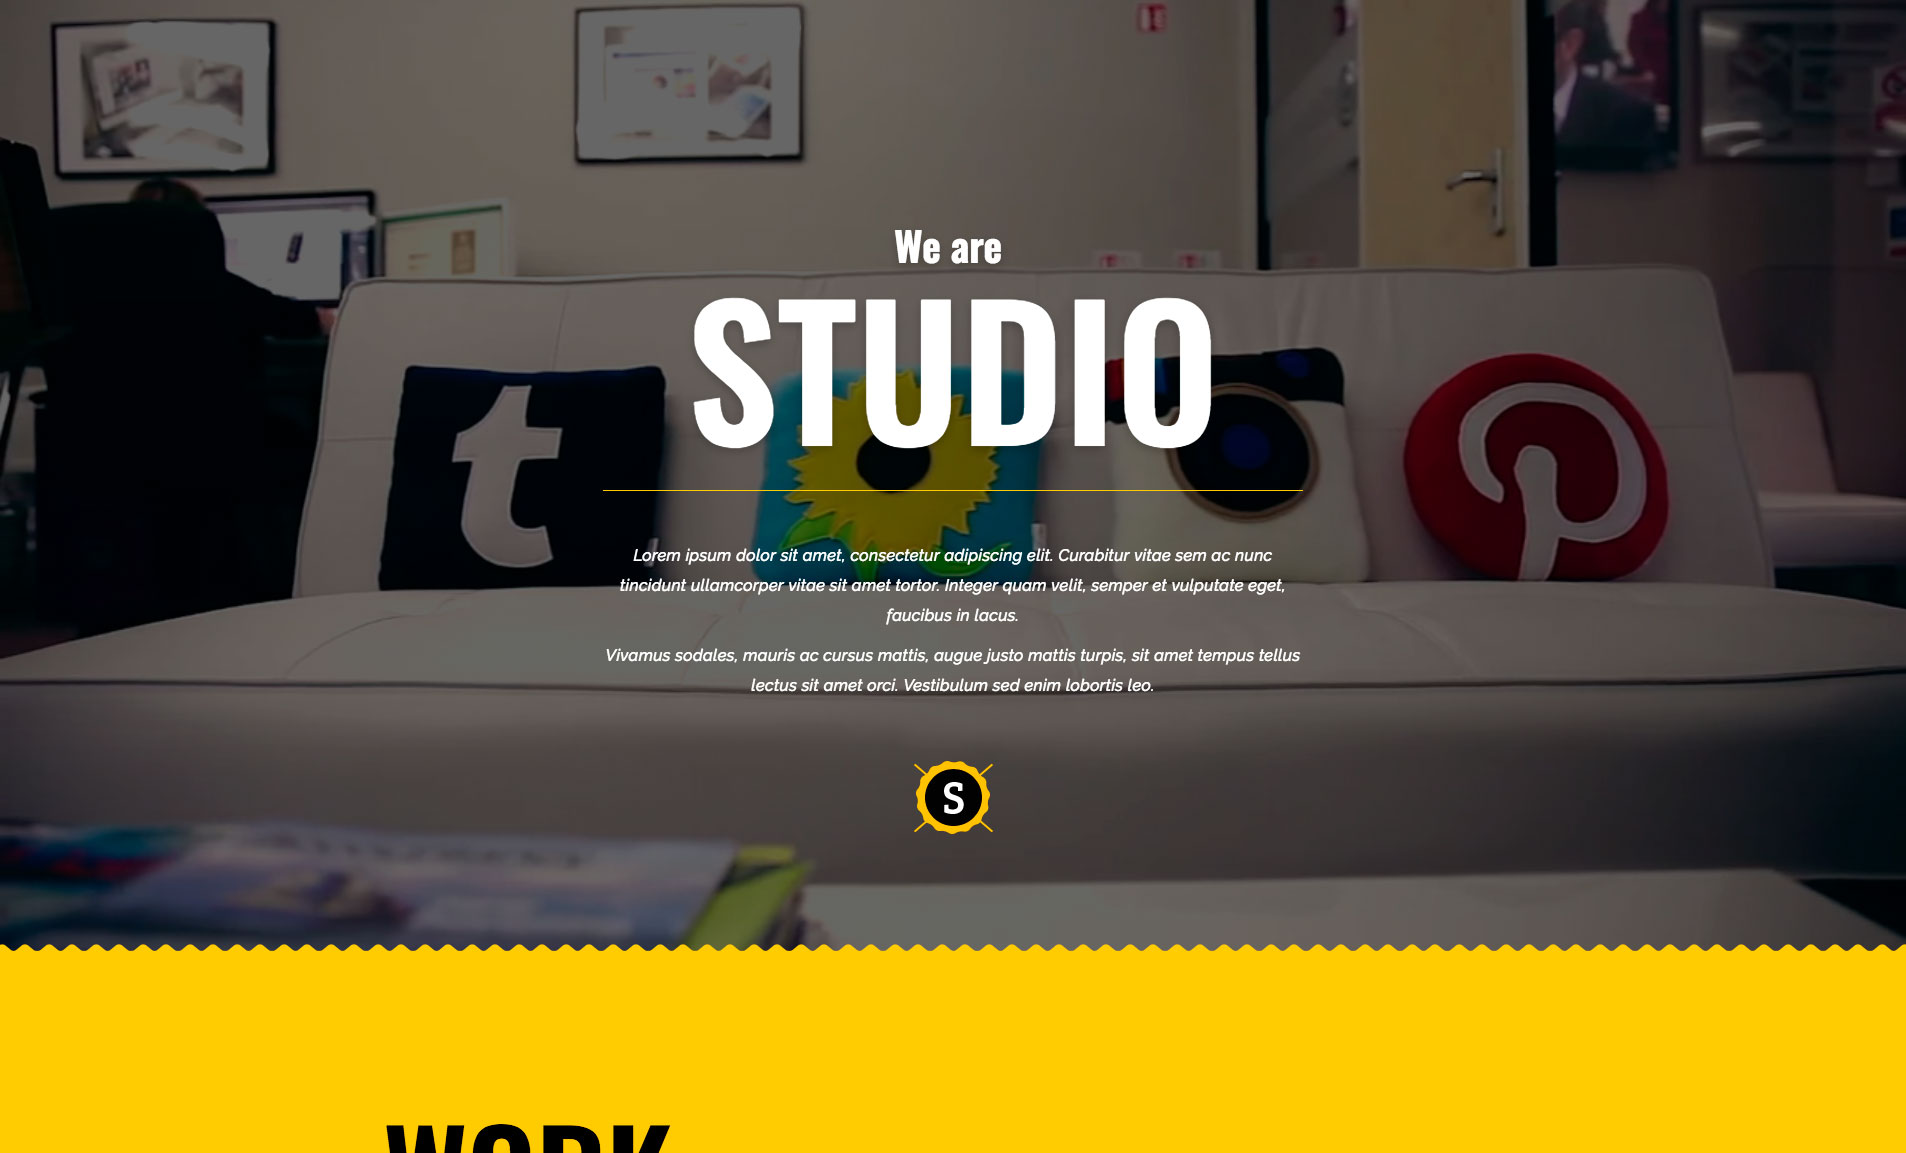 We are
STUDIO
t
Lorem ipsum dolor sit amet, consectetur adipiscing elit. Curabitur vitae sem ac nunc
tincidunt ullamcorper vitae sit amet tortor. Integer quam velit, semper et vulputate eget,
faucibus in lacus.
Vivamus sodales, mauris ac cursus mattis, augue justo mattis turpis, sit amet tempus tellus
lectus sit amet orci. Vestibulum sed enim lobortis leo.
S
WORK